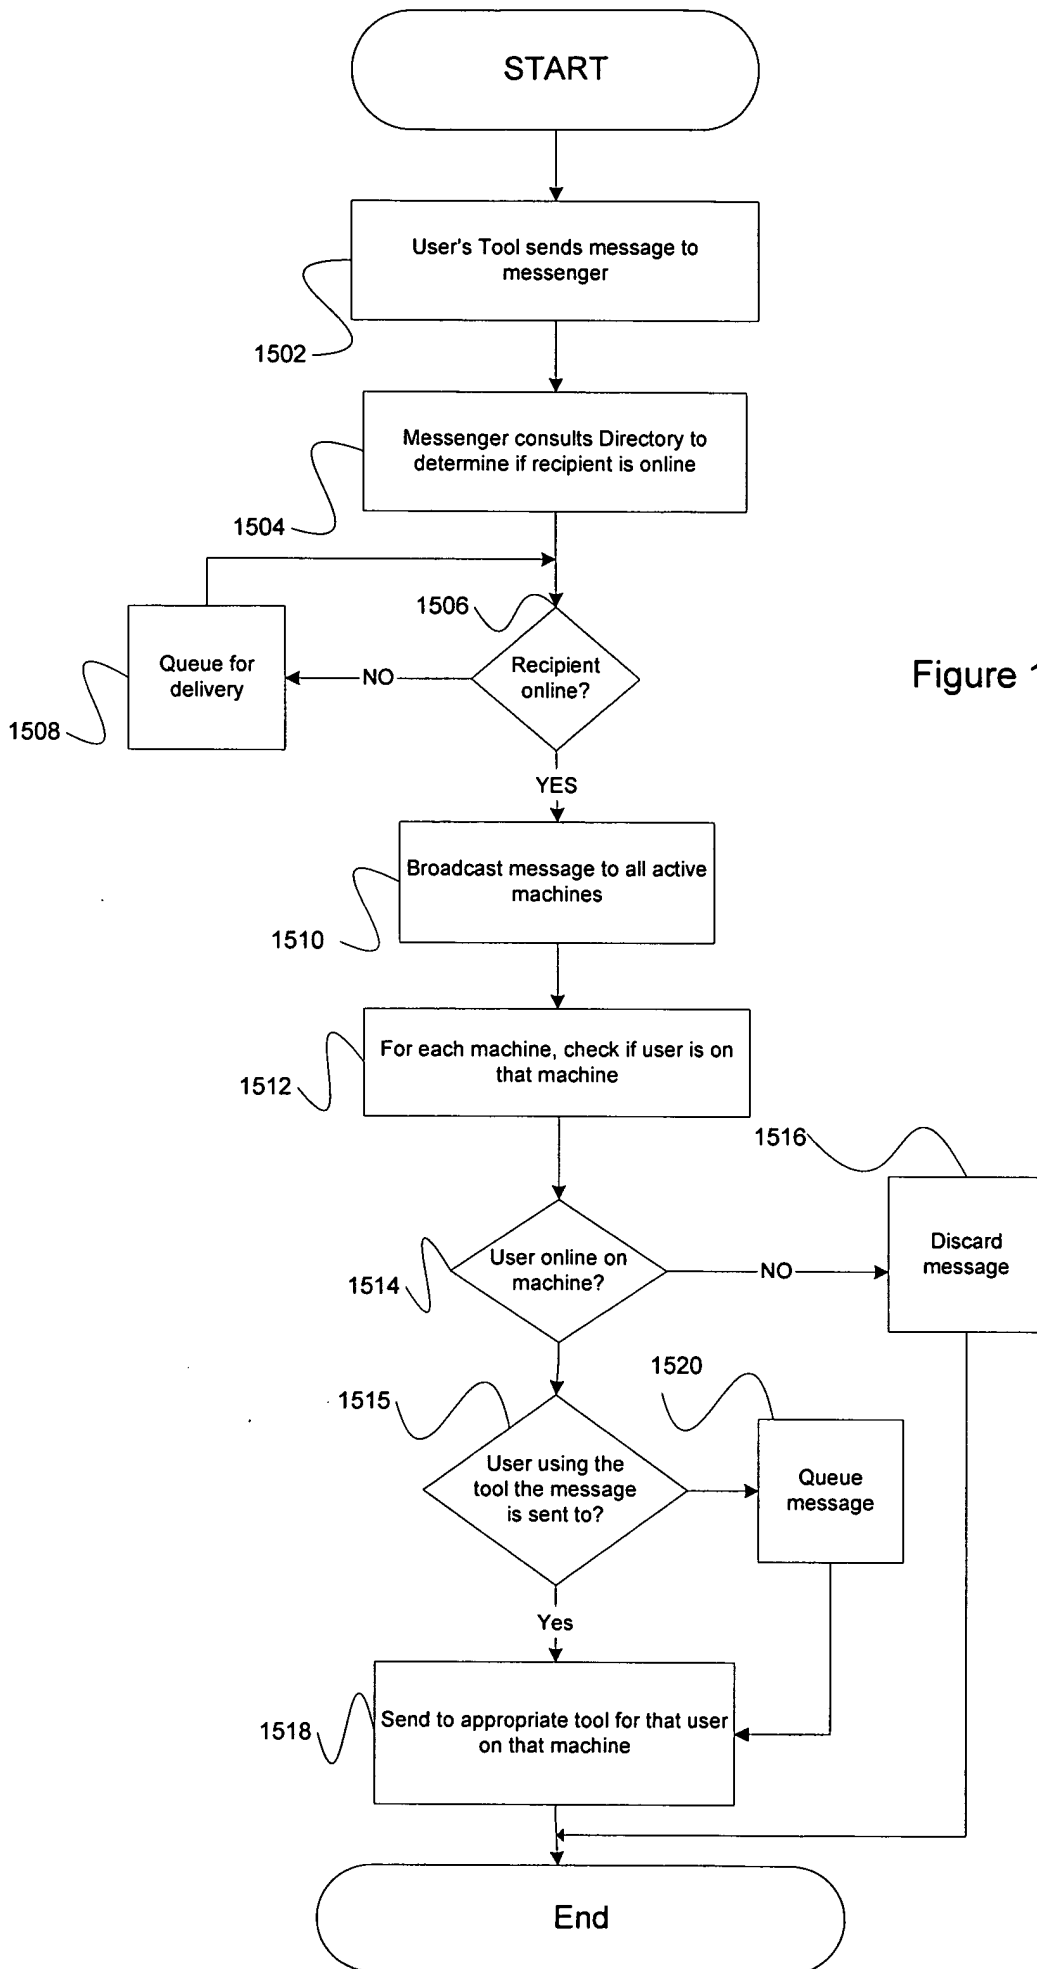 START
User's Tool sends message to
messenger
1502
Messenger consults Directory to
determine if recipient is online
1504
1506
Queue for
delivery
NO
Recipient
online?
Figure 1
1508
YES
Broadcast message to all active
machines
1510
For each machine, check if user is on
that machine
1512
1516
User online on
machine?
NO
Discard
message
1514
1520
1515
User using the
tool the message
is sent to?
Queue
message
Yes
Send to appropriate tool for that user
on that machine
1518
End